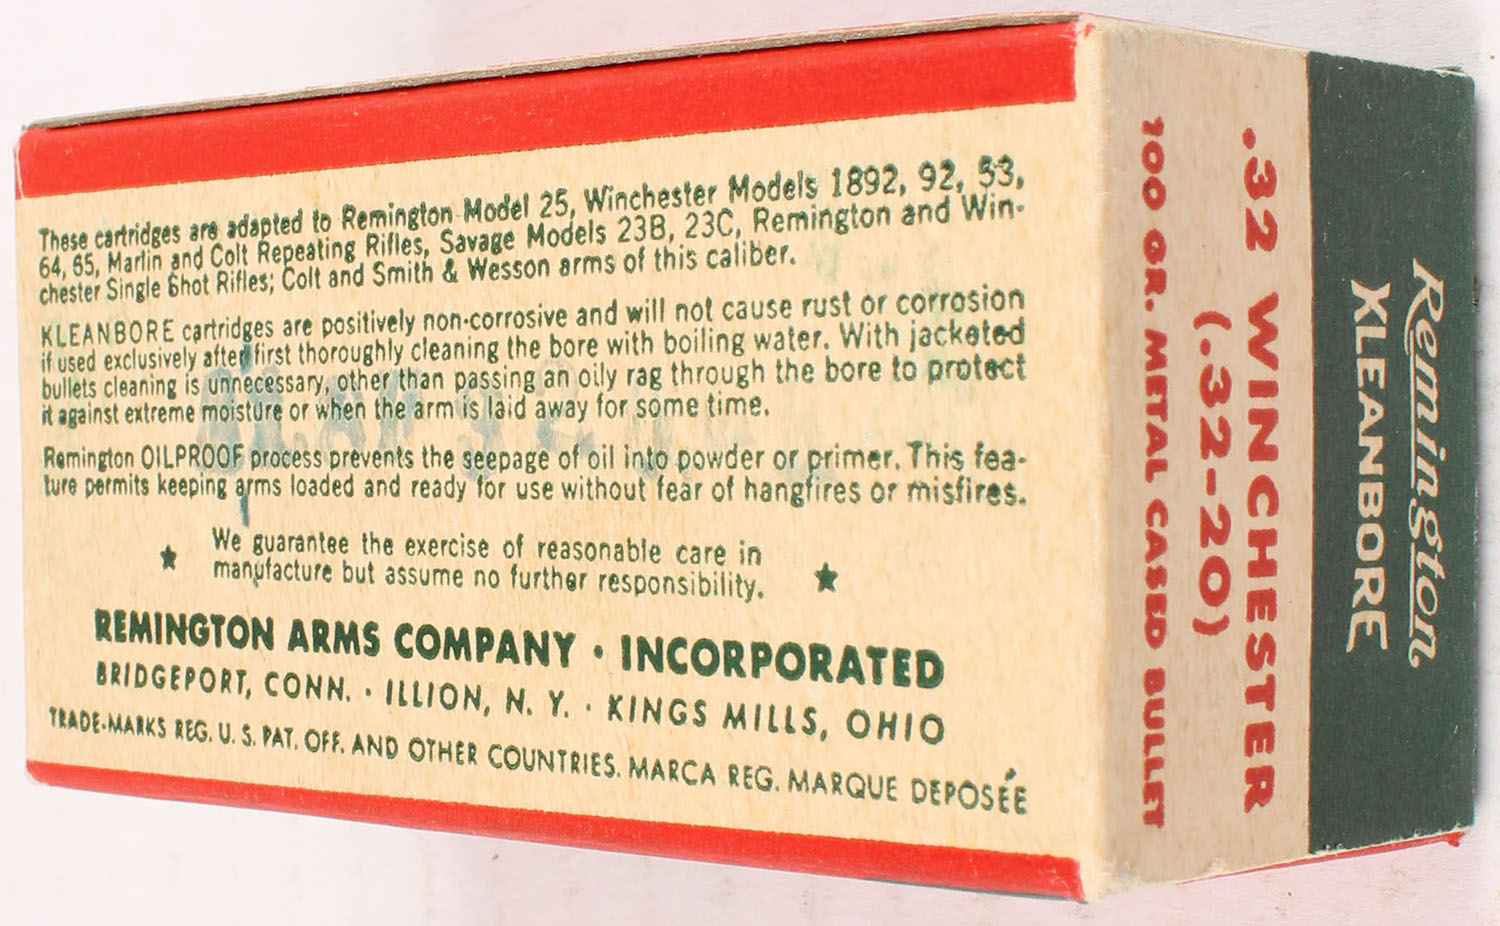 These cartridges are adapted to Remington Model 25, Winchester Models 1892, 92, 53,
64, 65, Marlin and Colt Repeating Rifles, Savage Models 23B, 23C, Remington and Win-
chester Single Shot Rifles; Colt and Smith & Wesson arms of this caliber.
KLEANBORE cartridges are positively non-corrosive and will not cause rust or corrosion
if used exclusively after first thoroughly cleaning the bore with boiling water. With jacketed
bullets cleaning is unnecessary, other than passing an oily rag through the bore to protect
it against extreme moisture or when the arm is laid away for some time.
Remington OILPROOF process prevents the seepage of oil into powder or primer. This fea-
ture permits keeping arms loaded and ready for use without fear of hangfires or misfires.
We guarantee the exercise of reasonable care in
manufacture but assume no further responsibility.
REMINGTON ARMS COMPANY · INCORPORATED
BRIDGEPORT, CONN. · ILLION, N. Y. · KINGS MILLS, OHIO
TRADE-MARKS REG. U. S. PAT. OFF. AND OTHER COUNTRIES. MARCA REG. MARQUE DEPOSÉE
Remington
KLEANBORE
.32 WINCHESTER
(.32-20)
100 GR. METAL CASED BULLET